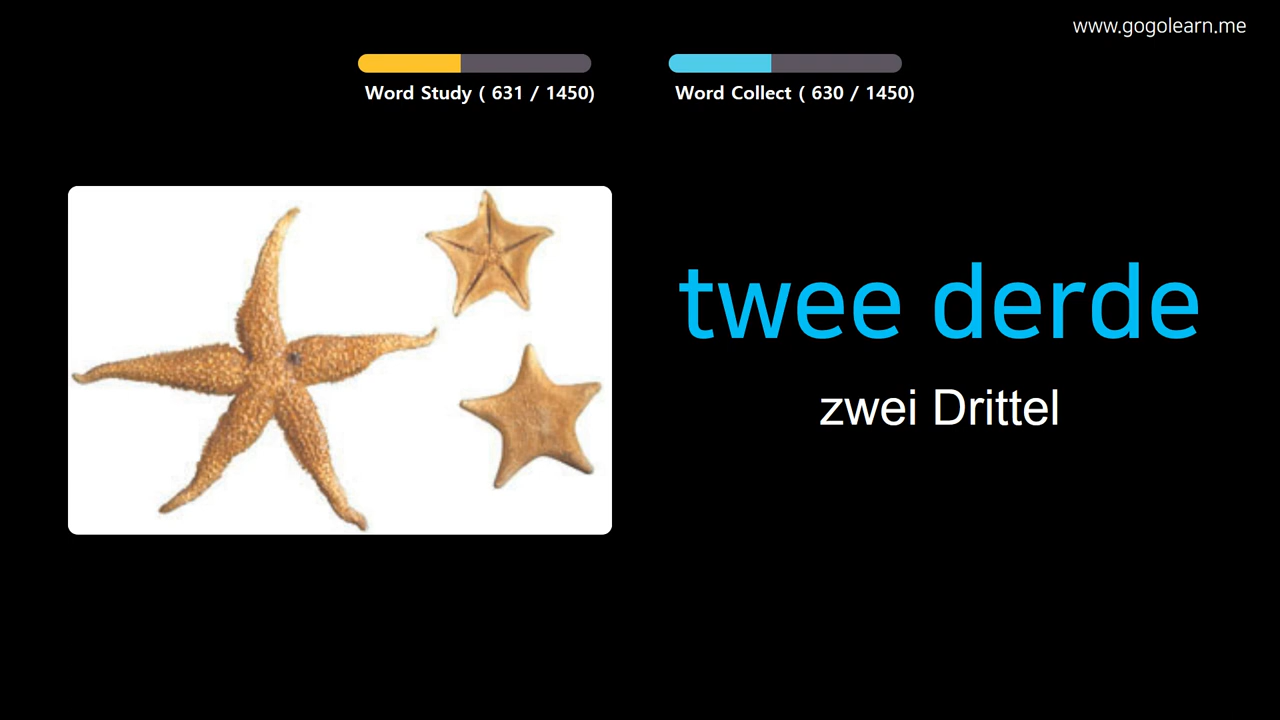 www.gogolearn.me
Word Study ( 631 / 1450)
Word Collect ( 630 / 1450)
twee derde
zwei Drittel